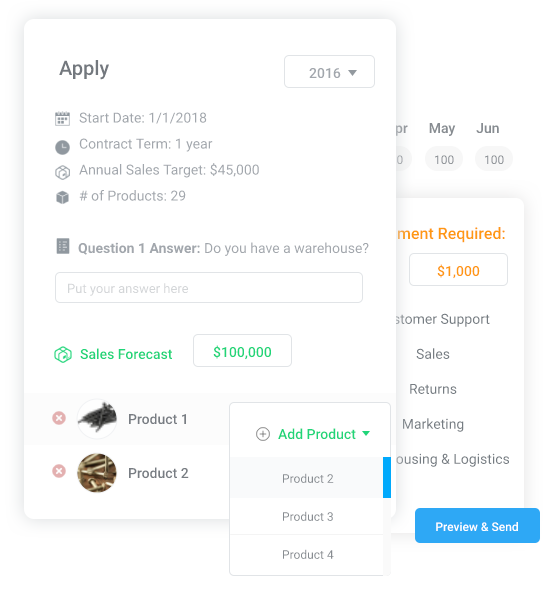 Apply
2016
Start Date: 1/1/2018
Contract Term: 1 year
Annual Sales Target: $45,000
# of Products: 29
Question 1 Answer: Do you have a warehouse?
Put your answer here
Sales Forecast
$100,000
Product 1
Product 2
Add Product
Product 2
Product 3
Product 4
pr May Jun
0 100 100
ment Required:
$1,000
stomer Support
Sales
Returns
Marketing
ousing & Logistics
Preview & Send